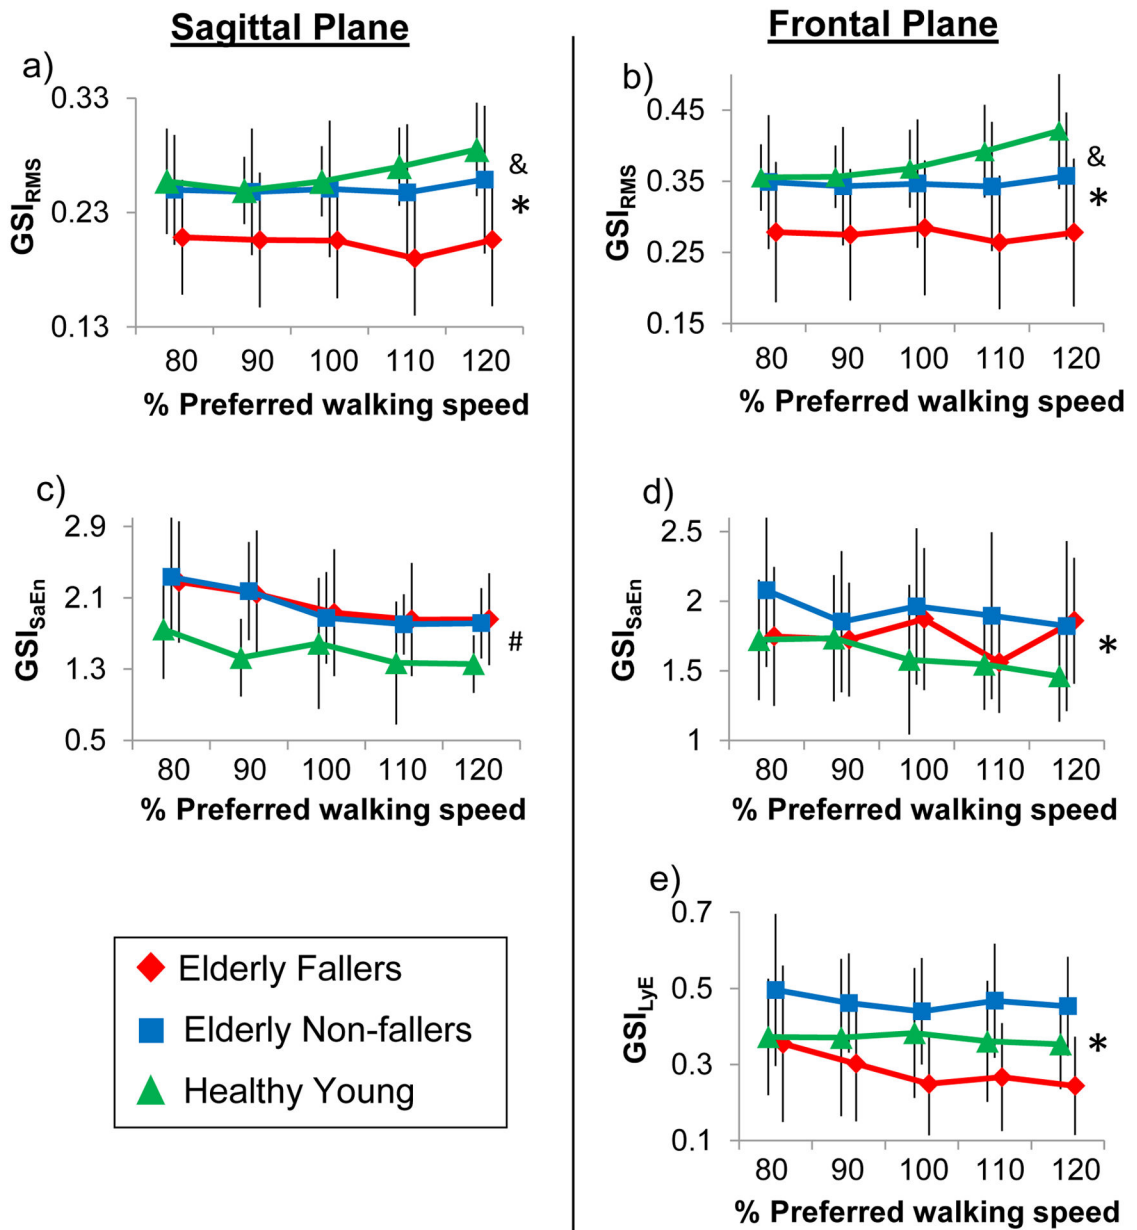 Sagittal Plane
Frontal Plane
a)
0.33
0.23
0.13
GSIRMS
&
*
80 90 100 110 120
% Preferred walking speed
b)
0.45
0.35
0.25
0.15
GSIRMS
&
*
80 90 100 110 120
% Preferred walking speed
c)
2.9
2.1
1.3
0.5
GSISaEn
#
80 90 100 110 120
% Preferred walking speed
d)
2.5
2
1.5
1
GSISaEn
*
80 90 100 110 120
% Preferred walking speed
Elderly Fallers
Elderly Non-fallers
Healthy Young
e)
0.7
0.5
0.3
0.1
GSILyE
*
80 90 100 110 120
% Preferred walking speed